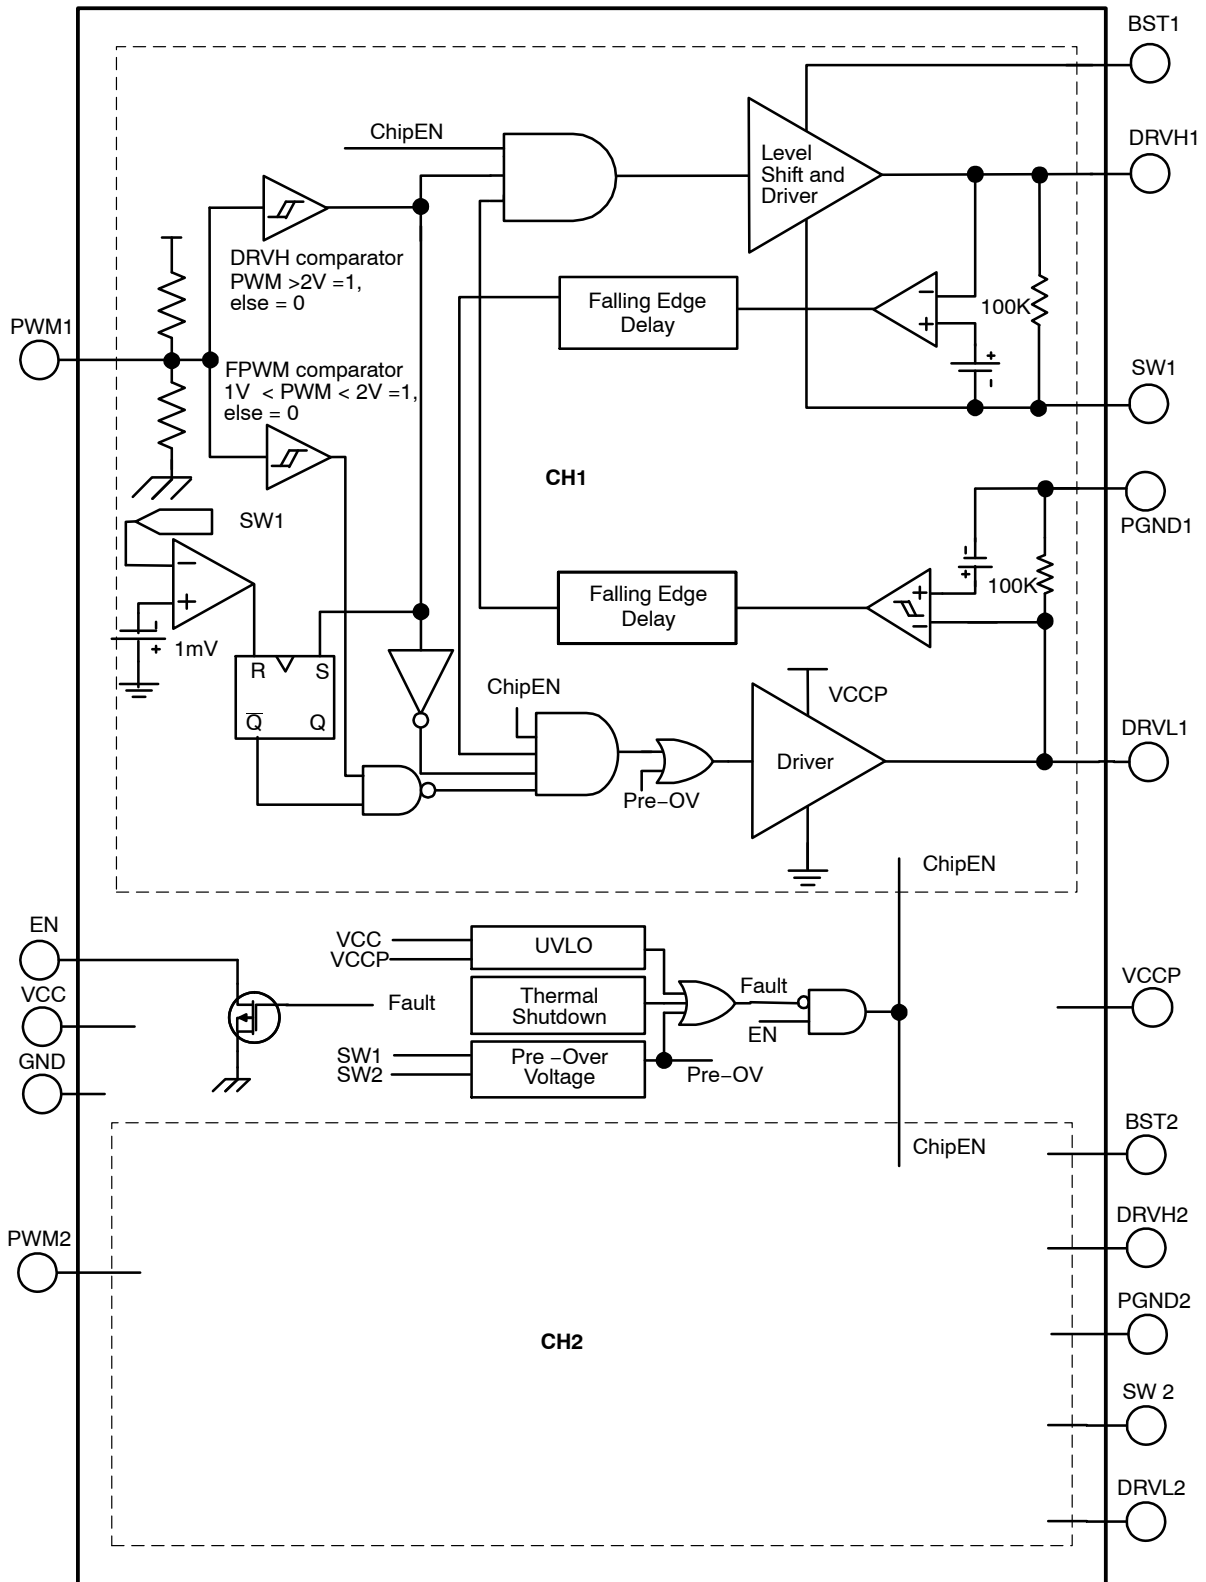 BST1
ChipEN
DRVH1
Level
Shift and
Driver
DRVH comparator
PWM >2V =1,
else = 0
Falling Edge
Delay
−
+
100K
+
-
PWM1
FPWM comparator
1V < PWM < 2V =1,
else = 0
SW1
CH1
SW1
PGND1
−
+
1mV
-
+
Falling Edge
Delay
-
+
+
−
100K
R
S
Q
Q
ChipEN
VCCP
DRVL1
Driver
Pre−OV
ChipEN
EN
VCC
VCCP
UVLO
Fault
VCCP
VCC
Fault
Thermal
Shutdown
EN
GND
SW1
SW2
Pre −Over
Voltage
Pre−OV
BST2
ChipEN
DRVH2
PWM2
PGND2
CH2
SW 2
DRVL2